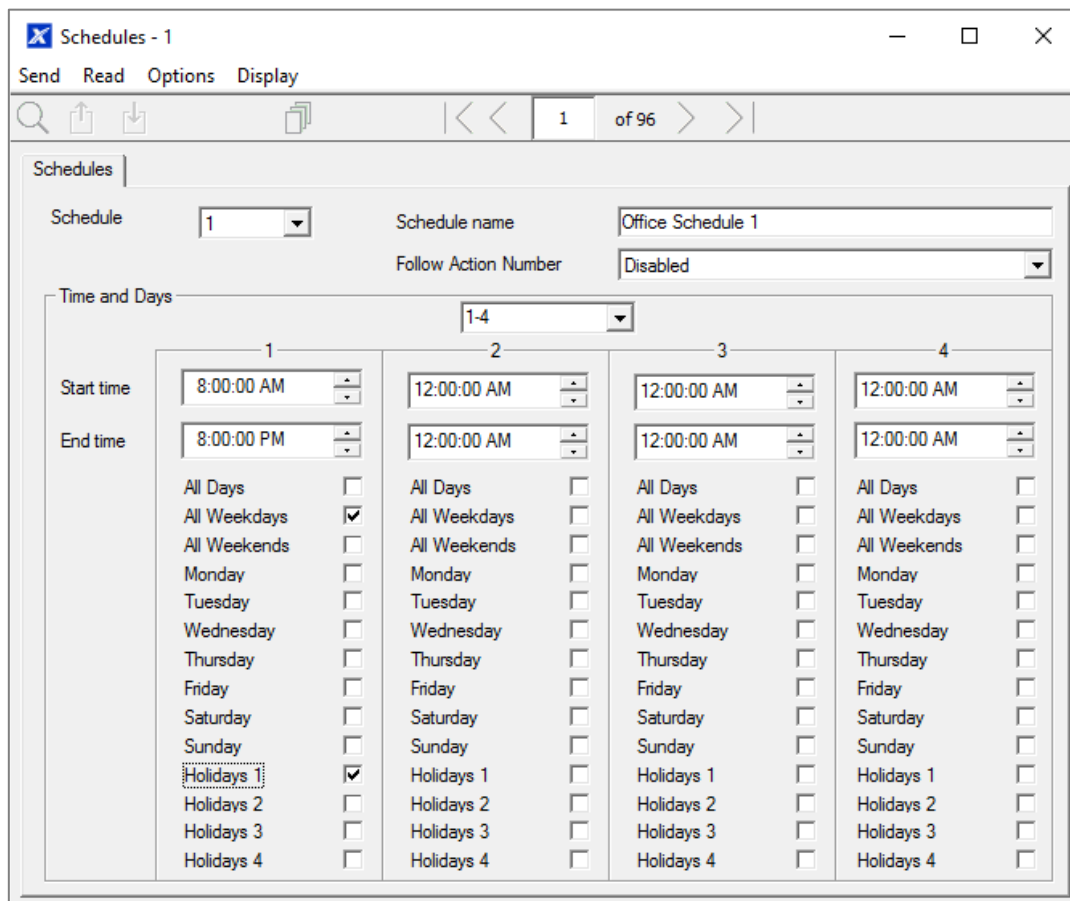 Schedules - 1
Send Read Options Display
1 of 96
Schedules
Schedule 1 Schedule name Office Schedule 1
Follow Action Number Disabled
Time and Days
1-4
1 2 3 4
Start time 8:00:00 AM 12:00:00 AM 12:00:00 AM 12:00:00 AM
End time 8:00:00 PM 12:00:00 AM 12:00:00 AM 12:00:00 AM
All Days All Days All Days All Days
All Weekdays All Weekdays All Weekdays All Weekdays
All Weekends All Weekends All Weekends All Weekends
Monday Monday Monday Monday
Tuesday Tuesday Tuesday Tuesday
Wednesday Wednesday Wednesday Wednesday
Thursday Thursday Thursday Thursday
Friday Friday Friday Friday
Saturday Saturday Saturday Saturday
Sunday Sunday Sunday Sunday
Holidays 1 Holidays 1 Holidays 1 Holidays 1
Holidays 2 Holidays 2 Holidays 2 Holidays 2
Holidays 3 Holidays 3 Holidays 3 Holidays 3
Holidays 4 Holidays 4 Holidays 4 Holidays 4